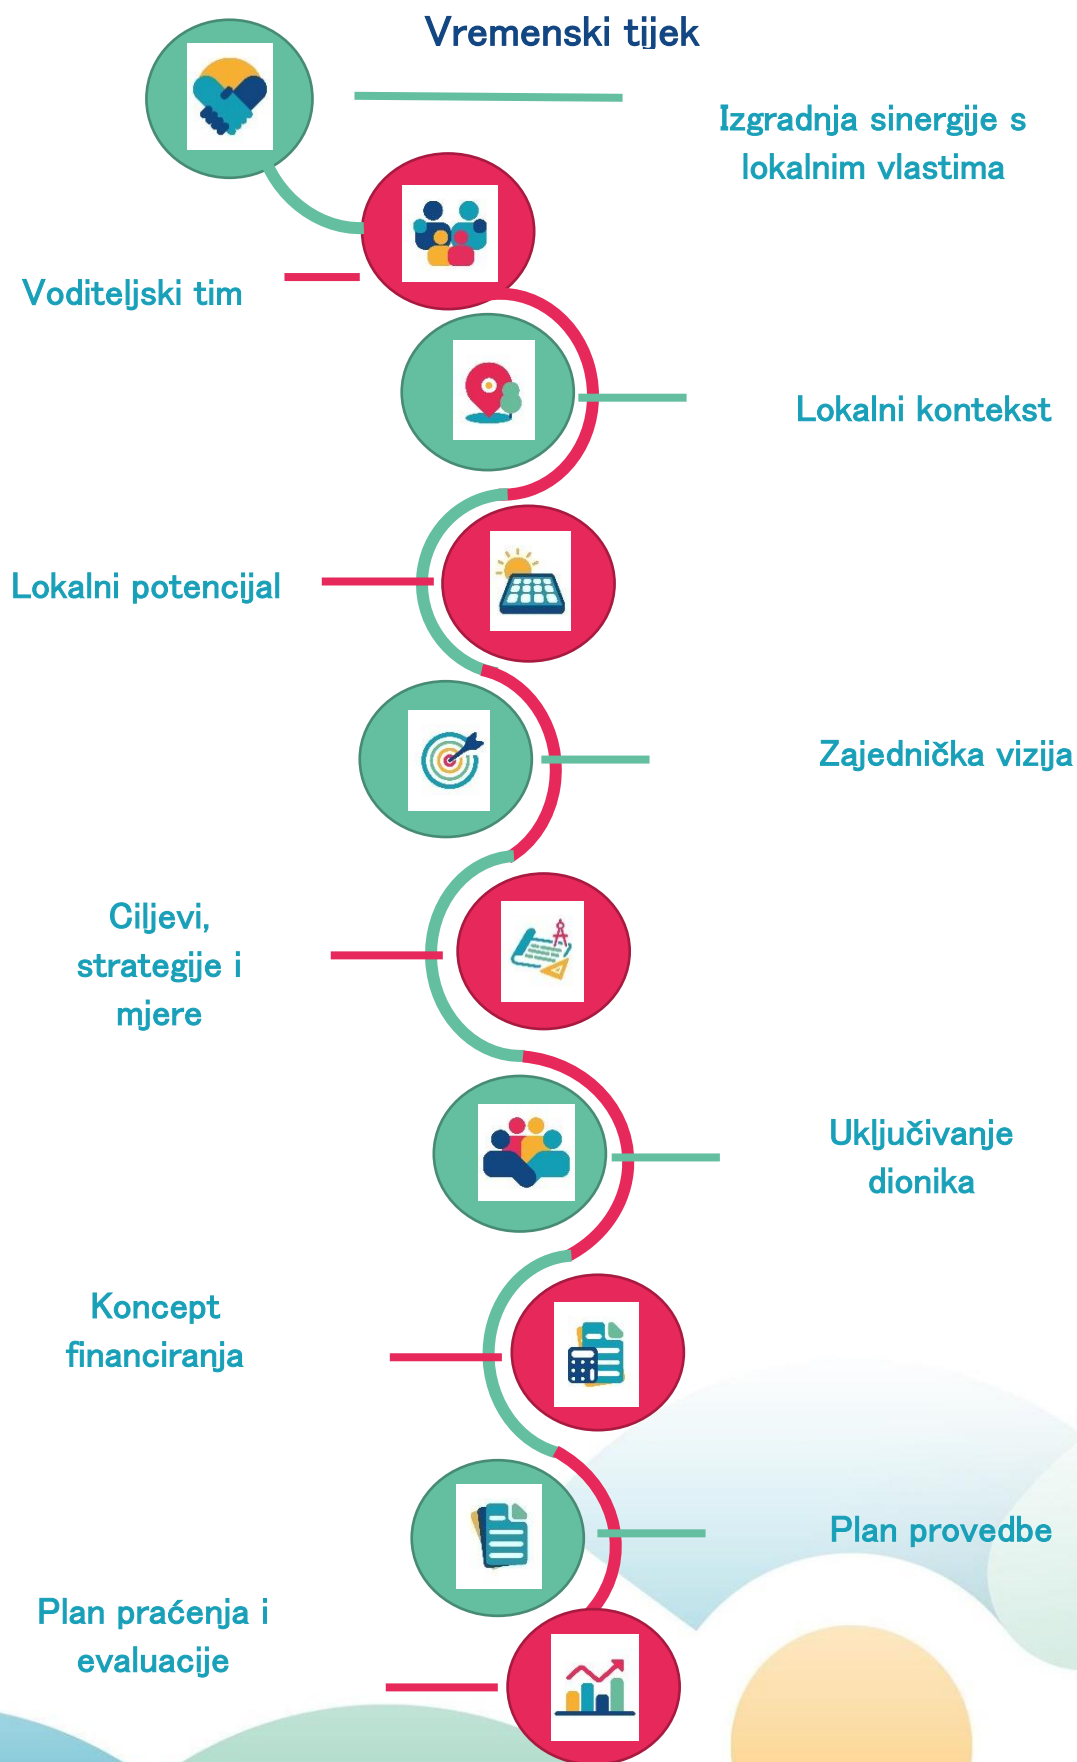 Vremenski tijek
Izgradnja sinergije s
lokalnim vlastima
Voditeljski tim
Lokalni kontekst
Lokalni potencijal
Zajednička vizija
Ciljevi,
strategije i
mjere
Uključivanje
dionika
Koncept
financiranja
Plan provedbe
Plan praćenja i
evaluacije